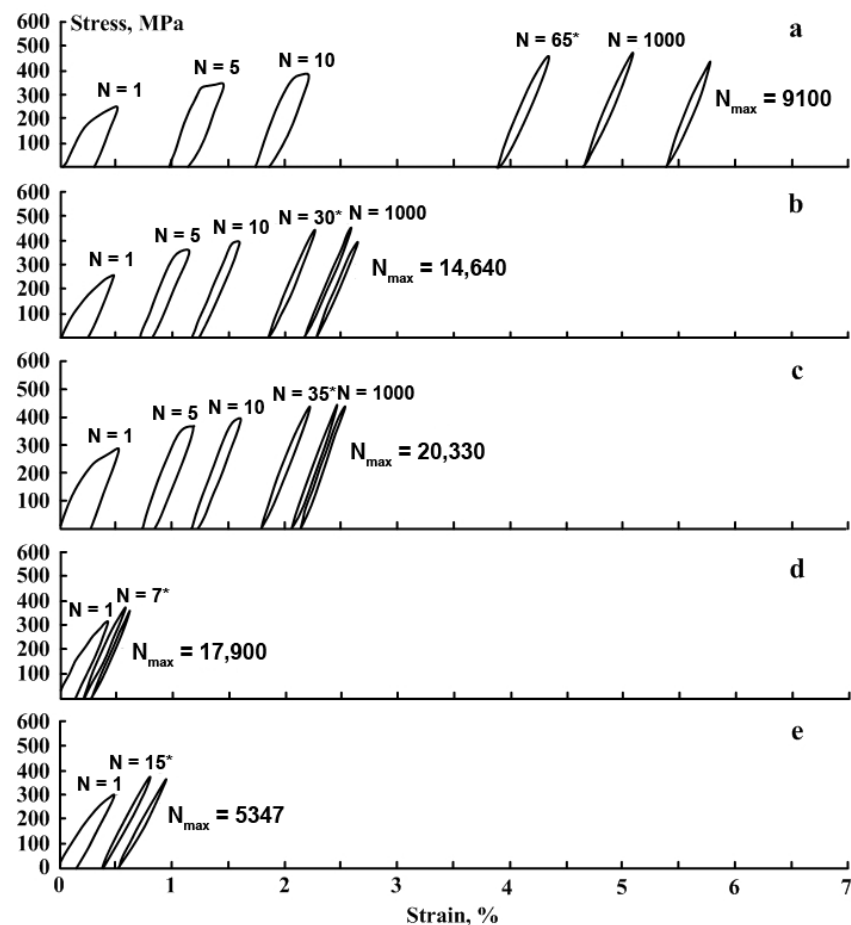 600 Stress, MPa a
500 N = 1 N = 5 N = 10 N = 65* N = 1000
400
300 N_max = 9100
200
100
600 b
500 N = 1 N = 5 N = 10 N = 30* N = 1000
400
300 N_max = 14,640
200
100
600 c
500 N = 1 N = 5 N = 10 N = 35* N = 1000
400
300 N_max = 20,330
200
100
600 d
500
400 N = 1 N = 7*
300
200 N_max = 17,900
100
600 e
500
400 N = 1 N = 15*
300
200 N_max = 5347
100
0
0 1 2 3 4 5 6 7
Strain, %